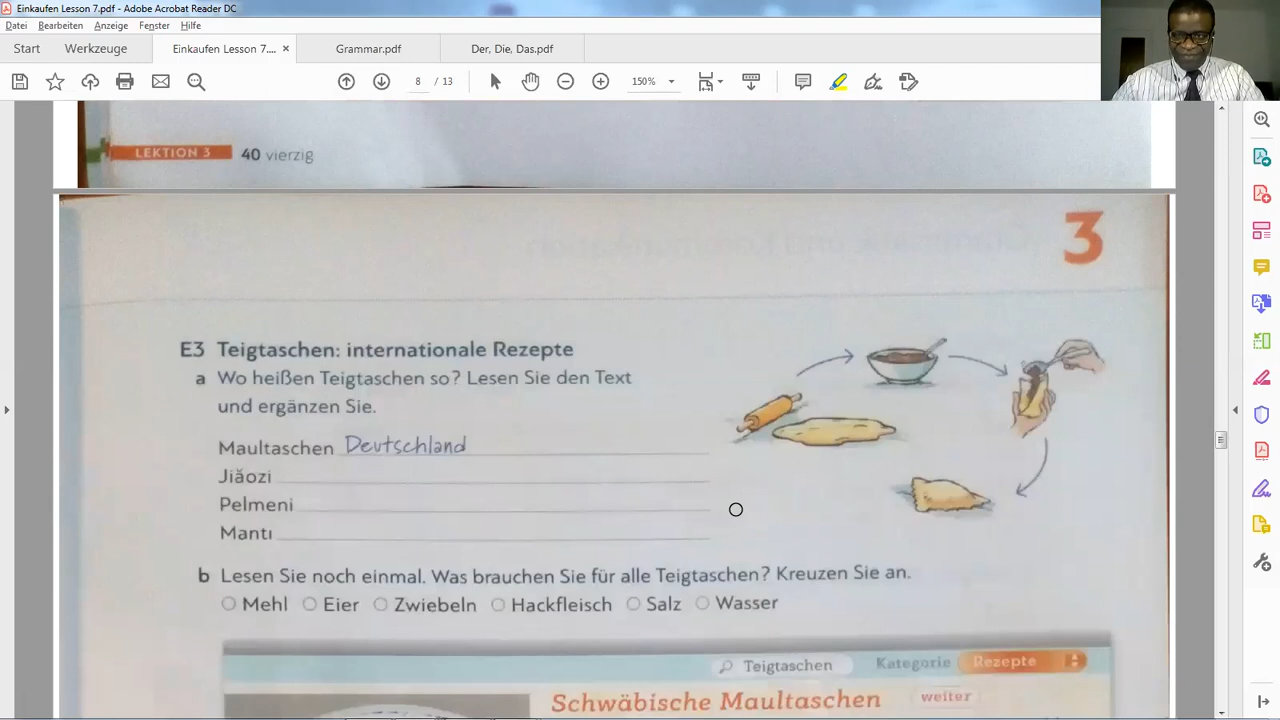 Einkaufen Lesson 7.pdf - Adobe Acrobat Reader DC
Datei Bearbeiten Anzeige Fenster Hilfe
Start Werkzeuge Einkaufen Lesson 7.... × Grammar.pdf Der, Die, Das.pdf
8 / 13 150%
LEKTION 3 40 vierzig
3
E3 Teigtaschen: internationale Rezepte
a Wo heißen Teigtaschen so? Lesen Sie den Text
und ergänzen Sie.
Maultaschen Deutschland
Jiǎozi
Pelmeni
Mantı
b Lesen Sie noch einmal. Was brauchen Sie für alle Teigtaschen? Kreuzen Sie an.
Mehl Eier Zwiebeln Hackfleisch Salz Wasser
Teigtaschen Kategorie Rezepte
Schwäbische Maultaschen weiter